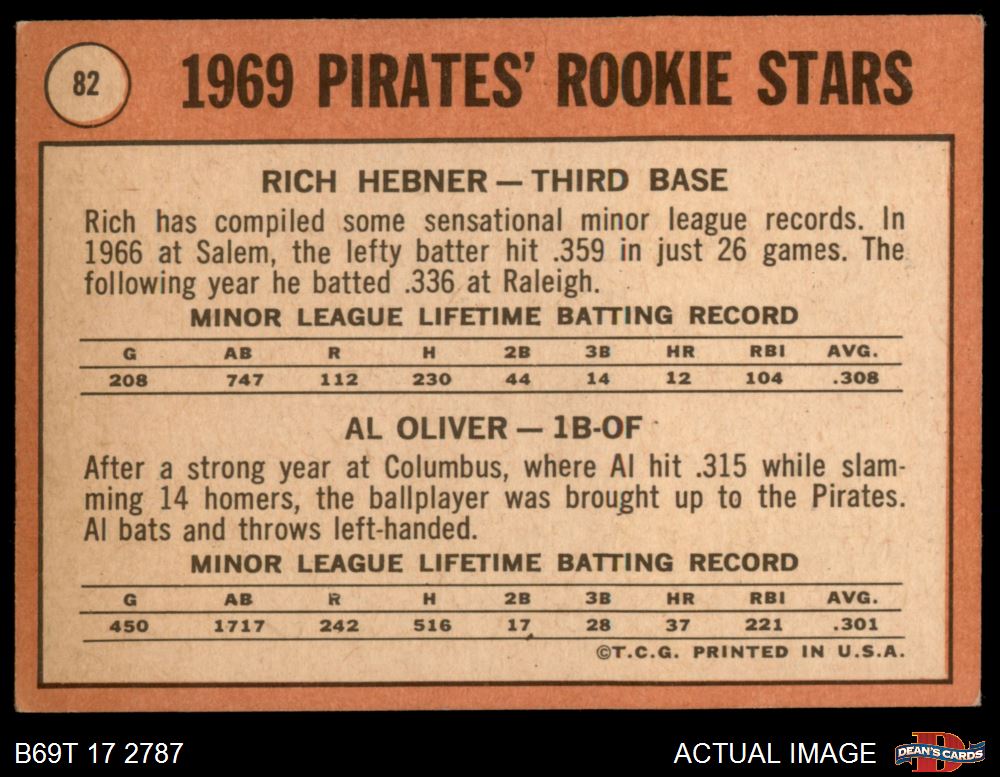 82
1969 PIRATES' ROOKIE STARS
RICH HEBNER — THIRD BASE
Rich has compiled some sensational minor league records. In
1966 at Salem, the lefty batter hit .359 in just 26 games. The
following year he batted .336 at Raleigh.
MINOR LEAGUE LIFETIME BATTING RECORD
G AB R H 2B 3B HR RBI AVG.
208 747 112 230 44 14 12 104 .308
AL OLIVER — 1B-OF
After a strong year at Columbus, where Al hit .315 while slam-
ming 14 homers, the ballplayer was brought up to the Pirates.
Al bats and throws left-handed.
MINOR LEAGUE LIFETIME BATTING RECORD
G AB R H 2B 3B HR RBI AVG.
450 1717 242 516 17 28 37 221 .301
©T.C.G. PRINTED IN U.S.A.
B69T 17 2787
ACTUAL IMAGE
D
DEAN'S CARDS